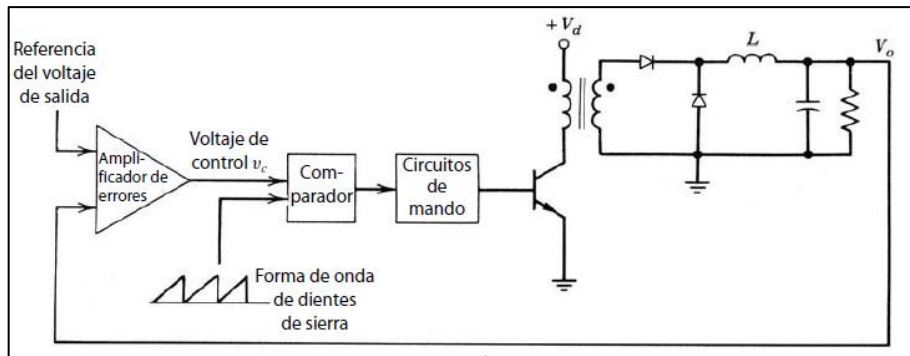 Referencia
del voltaje
de salida
Ampli-
ficador de
errores
Voltaje de
control v_c
Com-
parador
Circuitos
de
mando
Forma de onda
de dientes
de sierra
+ V_d
L
V_o